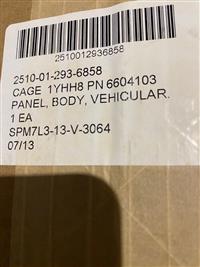 2510012936858
2510-01-293-6858
CAGE 1YHH8 PN 6604103
PANEL, BODY, VEHICULAR.
1 EA
SPM7L3-13-V-3064
07/13